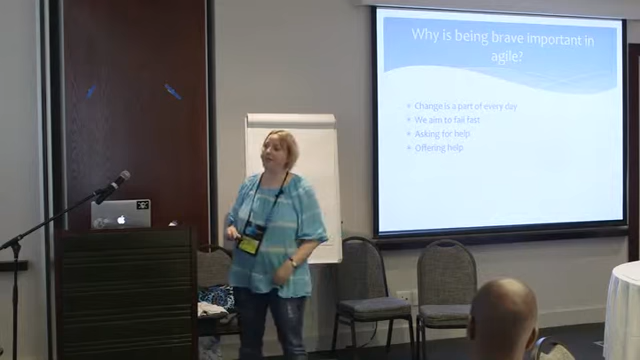 Why is being brave important in
agile?
Change is a part of every day
We aim to fail fast
Asking for help
Offering help